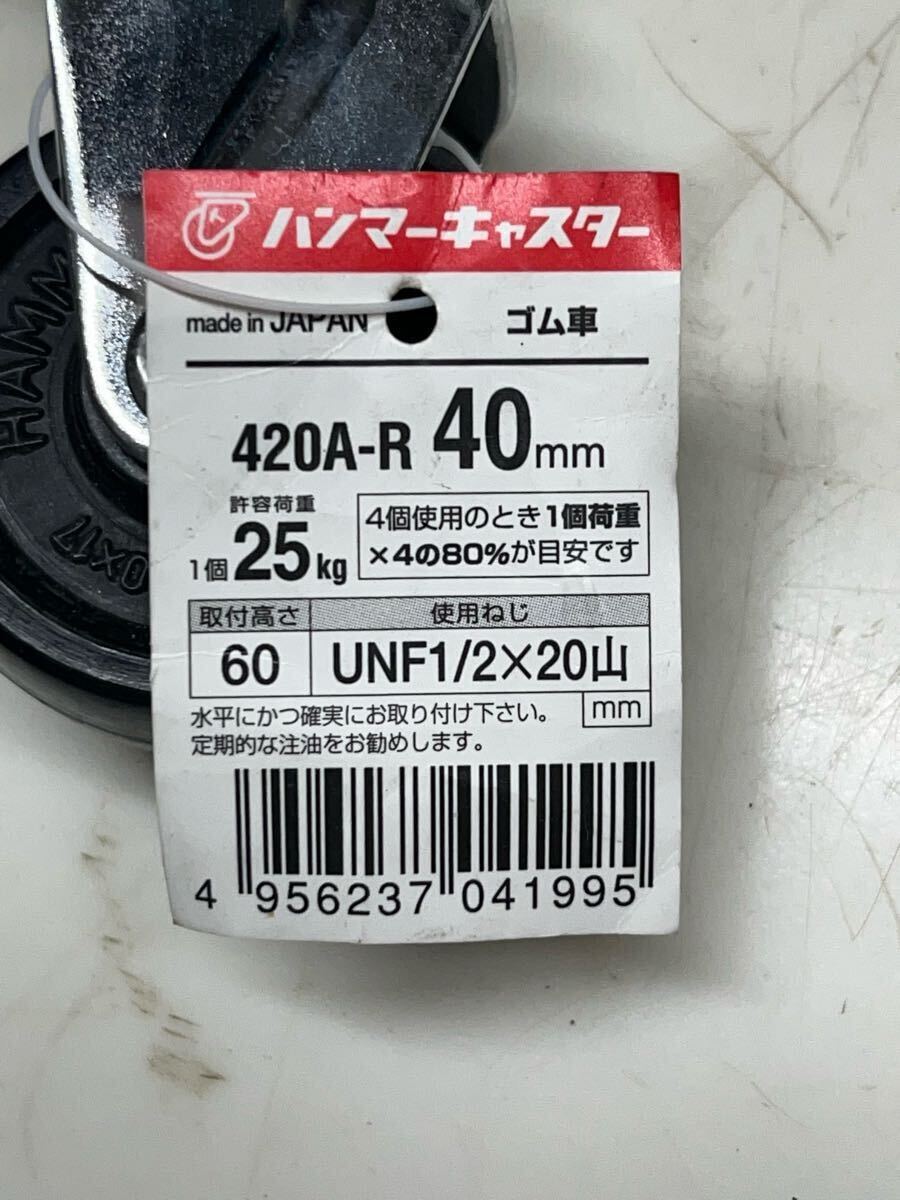 ハンマーキャスター
made in JAPAN
ゴム車
420A-R 40mm
許容荷重
1個 25kg
4個使用のとき1個荷重
×4の80%が目安です
取付高さ 使用ねじ
60 UNF1/2×20山
mm
水平にかつ確実にお取り付け下さい。
定期的な注油をお勧めします。
4 956237 041995
HAMM
0×17